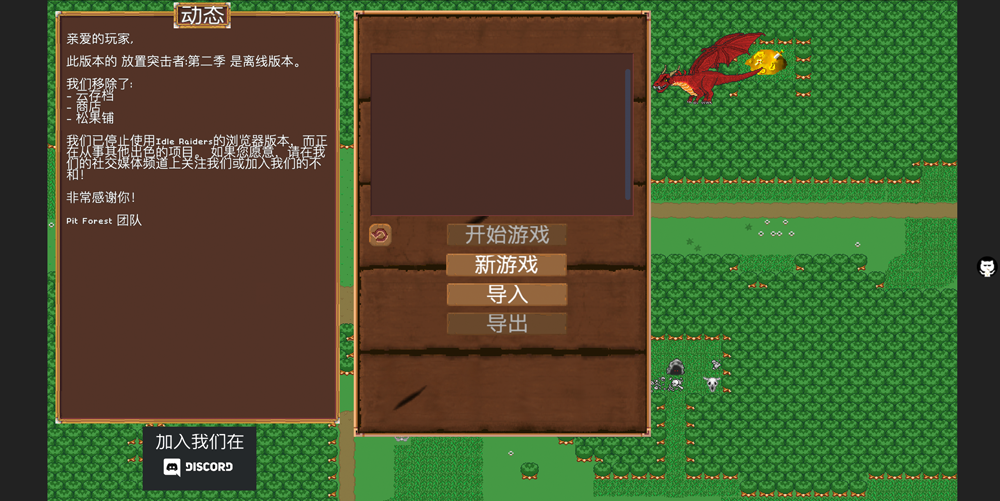 动态
亲爱的玩家,
此版本的 放置突击者:第二季 是离线版本。
我们移除了:
- 云存档
- 商店
- 松果铺
我们已停止使用Idle Raiders的浏览器版本，而正
在从事其他出色的项目。 如果您愿意，请在我
们的社交媒体频道上关注我们或加入我们的不
和!
非常感谢你!
Pit Forest 团队
加入我们在
DISCORD
开始游戏
新游戏
导入
导出